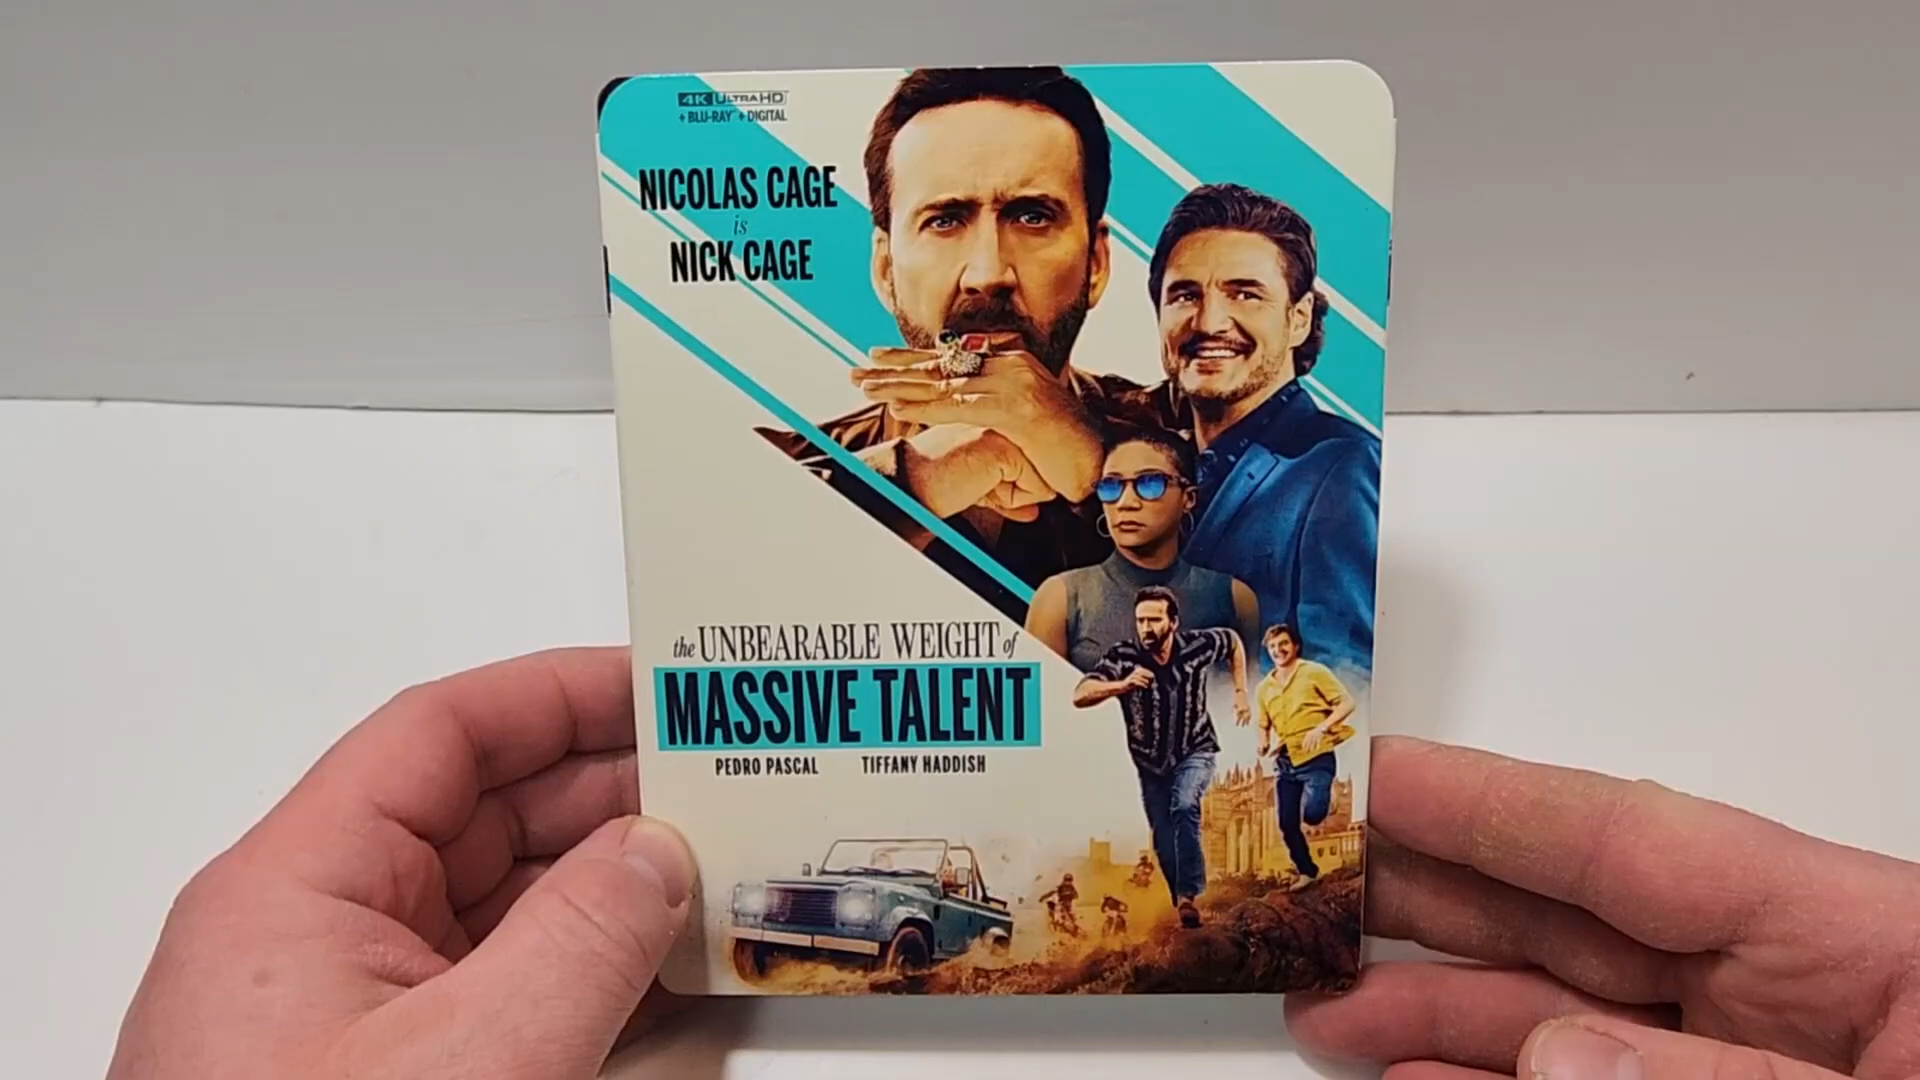 4K ULTRA HD
+ BLU-RAY + DIGITAL
NICOLAS CAGE
is
NICK CAGE
the UNBEARABLE WEIGHT of
MASSIVE TALENT
PEDRO PASCAL TIFFANY HADDISH